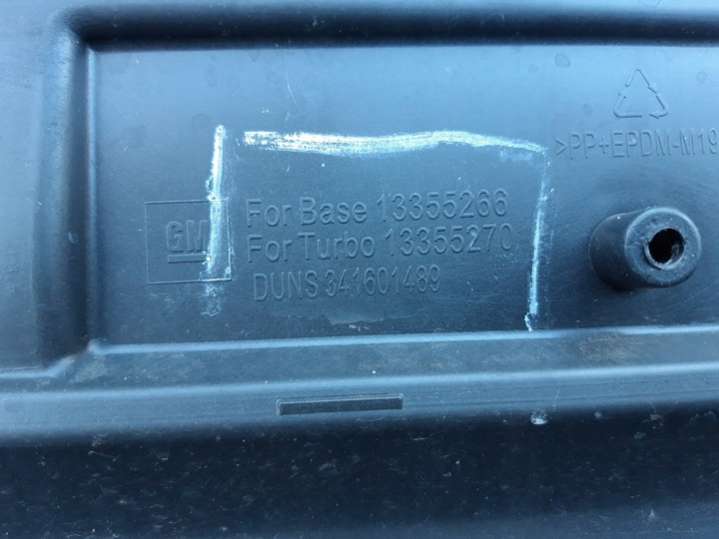 >PP+EPDM-M19
GM
For Base 13355266
For Turbo 13355270
DUNS 341601489